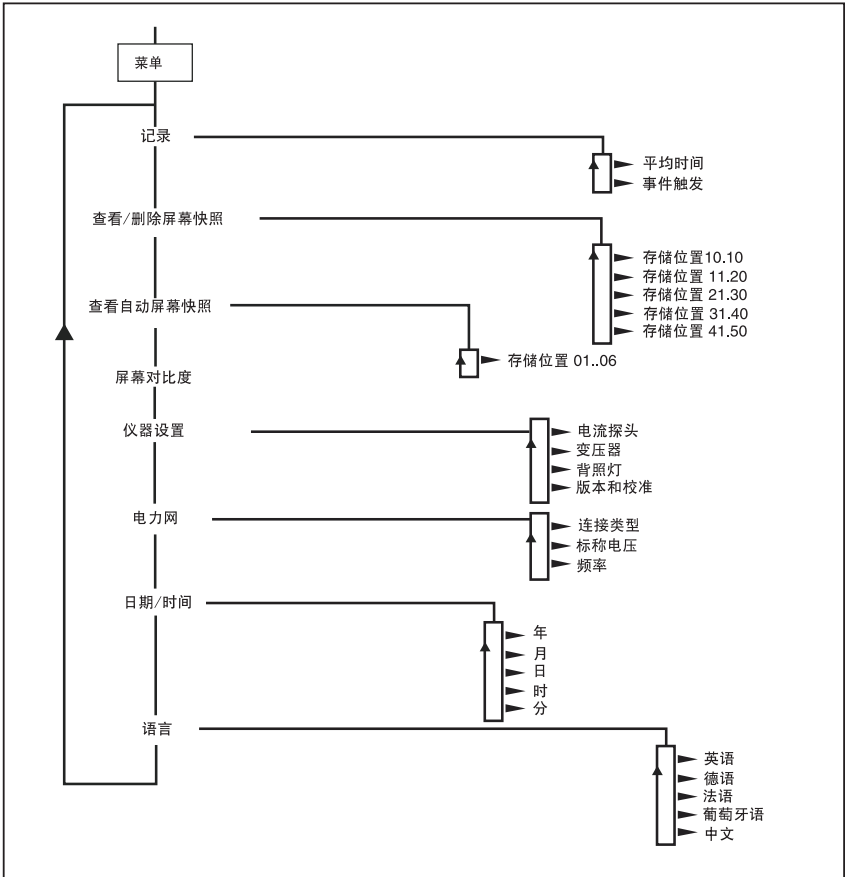 菜单
记录
平均时间
事件触发
查看/删除屏幕快照
存储位置10.10
存储位置 11.20
存储位置 21.30
存储位置 31.40
存储位置 41.50
查看自动屏幕快照
存储位置 01..06
屏幕对比度
仪器设置
电流探头
变压器
背照灯
版本和校准
电力网
连接类型
标称电压
频率
日期/时间
年
月
日
时
分
语言
英语
德语
法语
葡萄牙语
中文